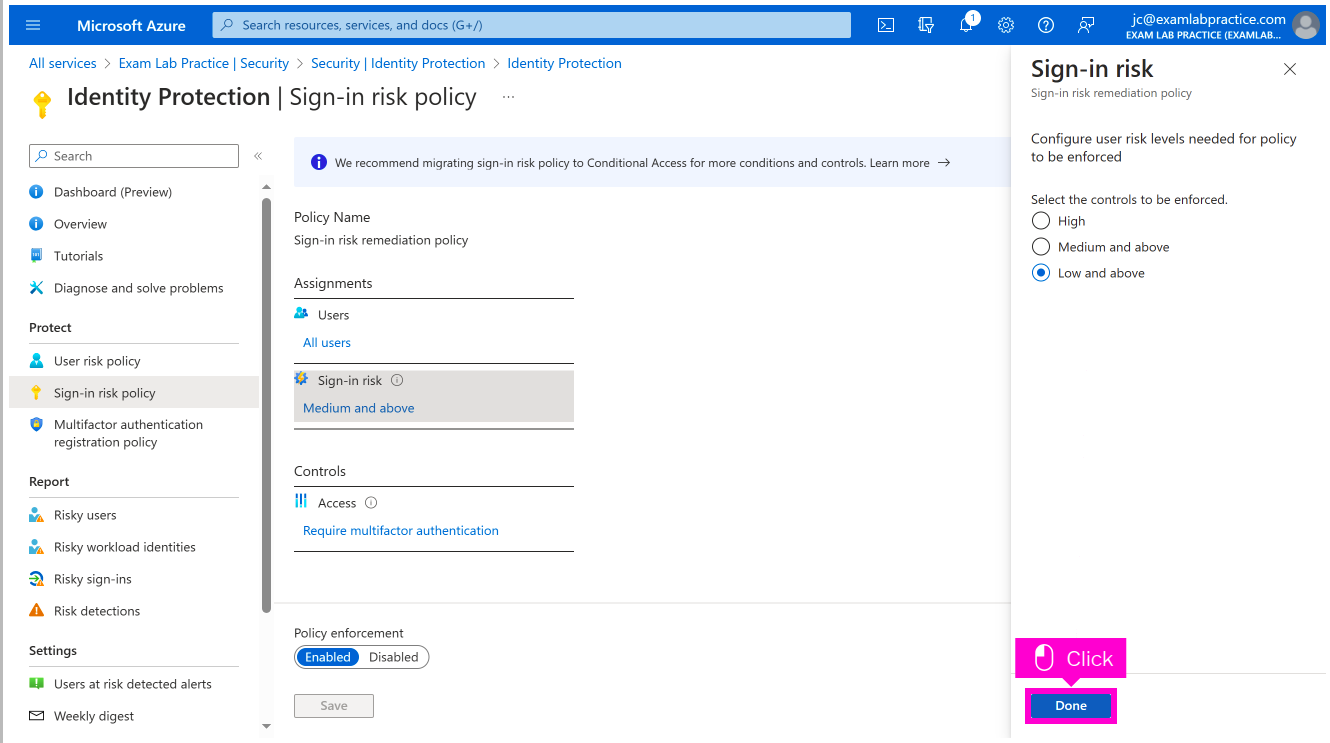 Microsoft Azure
Search resources, services, and docs (G+/)
1
jc@examlabpractice.com
EXAM LAB PRACTICE (EXAMLAB...
All services > Exam Lab Practice | Security > Security | Identity Protection > Identity Protection
Identity Protection | Sign-in risk policy ...
Search
«
Dashboard (Preview)
Overview
Tutorials
Diagnose and solve problems
Protect
User risk policy
Sign-in risk policy
Multifactor authentication
registration policy
Report
Risky users
Risky workload identities
Risky sign-ins
Risk detections
Settings
Users at risk detected alerts
Weekly digest
We recommend migrating sign-in risk policy to Conditional Access for more conditions and controls. Learn more →
Policy Name
Sign-in risk remediation policy
Assignments
Users
All users
Sign-in risk
Medium and above
Controls
Access
Require multifactor authentication
Policy enforcement
Enabled Disabled
Save
Sign-in risk
Sign-in risk remediation policy
Configure user risk levels needed for policy
to be enforced
Select the controls to be enforced.
High
Medium and above
Low and above
Click
Done